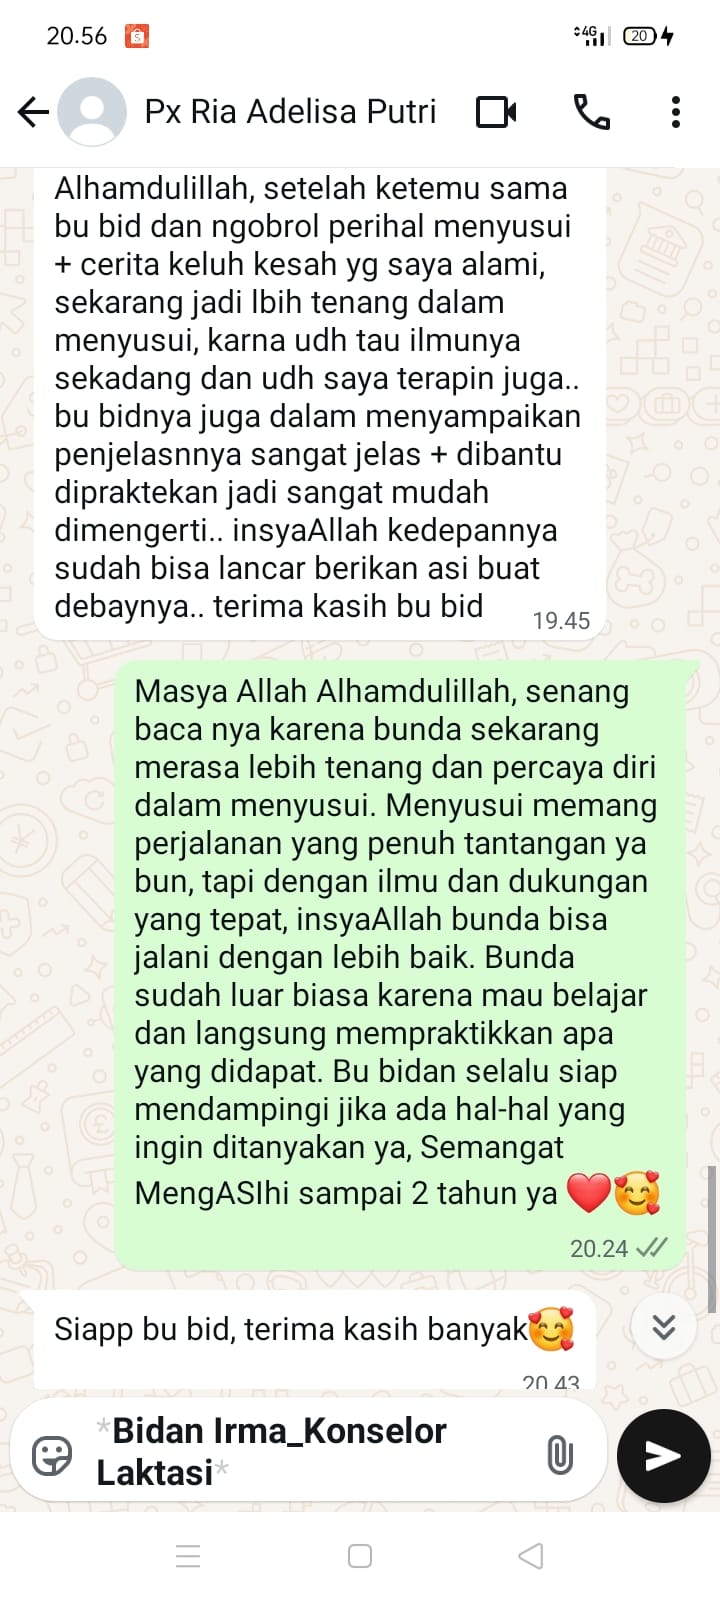 20.56
4G
20
Px Ria Adelisa Putri
Alhamdulillah, setelah ketemu sama
bu bid dan ngobrol perihal menyusui
+ cerita keluh kesah yg saya alami,
sekarang jadi lbih tenang dalam
menyusui, karna udh tau ilmunya
sekadang dan udh saya terapin juga..
bu bidnya juga dalam menyampaikan
penjelasnnya sangat jelas + dibantu
dipraktekan jadi sangat mudah
dimengerti.. insyaAllah kedepannya
sudah bisa lancar berikan asi buat
debaynya.. terima kasih bu bid
19.45
Masya Allah Alhamdulillah, senang
baca nya karena bunda sekarang
merasa lebih tenang dan percaya diri
dalam menyusui. Menyusui memang
perjalanan yang penuh tantangan ya
bun, tapi dengan ilmu dan dukungan
yang tepat, insyaAllah bunda bisa
jalani dengan lebih baik. Bunda
sudah luar biasa karena mau belajar
dan langsung mempraktikkan apa
yang didapat. Bu bidan selalu siap
mendampingi jika ada hal-hal yang
ingin ditanyakan ya, Semangat
MengASIhi sampai 2 tahun ya ❤️🥰
20.24
Siapp bu bid, terima kasih banyak🥰
20.43
*Bidan Irma_Konselor
Laktasi*